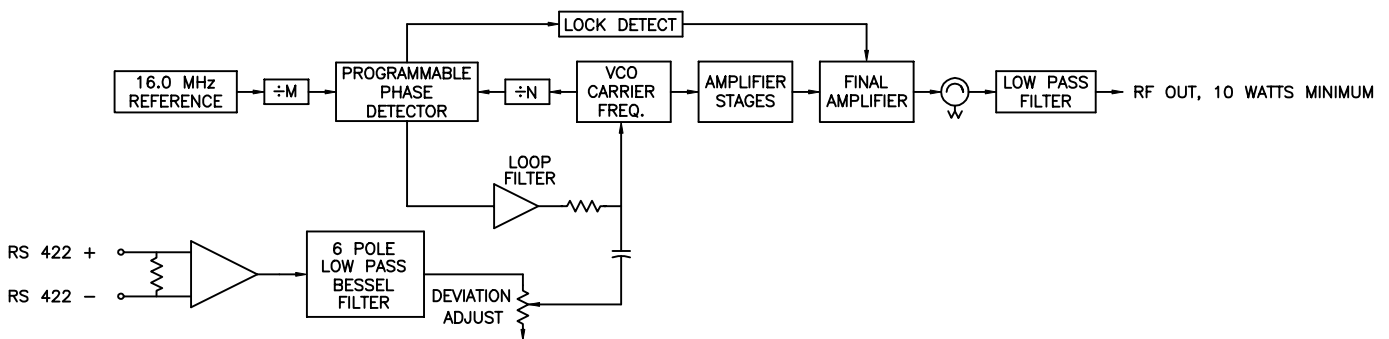 LOCK DETECT
16.0 MHz
REFERENCE
÷M
PROGRAMMABLE
PHASE
DETECTOR
÷N
VCO
CARRIER
FREQ.
AMPLIFIER
STAGES
FINAL
AMPLIFIER
LOW PASS
FILTER
RF OUT, 10 WATTS MINIMUM
LOOP
FILTER
RS 422 +
RS 422 -
6 POLE
LOW PASS
BESSEL
FILTER
DEVIATION
ADJUST